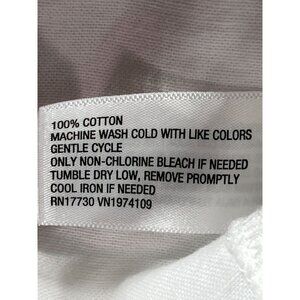 100% COTTON
MACHINE WASH COLD WITH LIKE COLORS
GENTLE CYCLE
ONLY NON-CHLORINE BLEACH IF NEEDED
TUMBLE DRY LOW, REMOVE PROMPTLY
COOL IRON IF NEEDED
RN17730 VN1974109